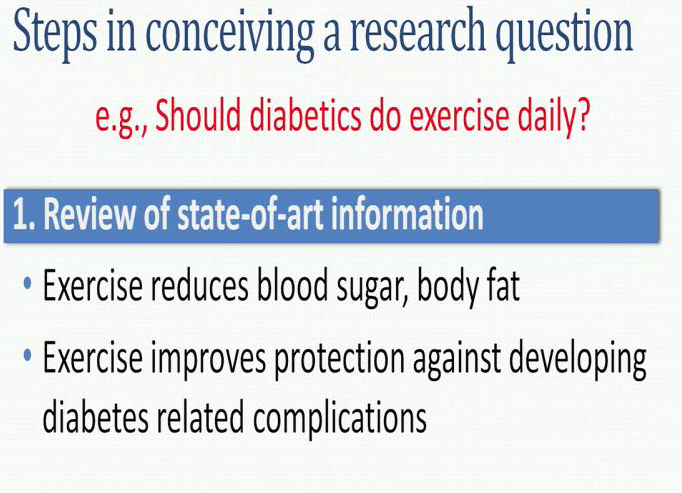 Steps in conceiving a research question
e.g., Should diabetics do exercise daily?
1. Review of state-of-art information
• Exercise reduces blood sugar, body fat
• Exercise improves protection against developing
diabetes related complications